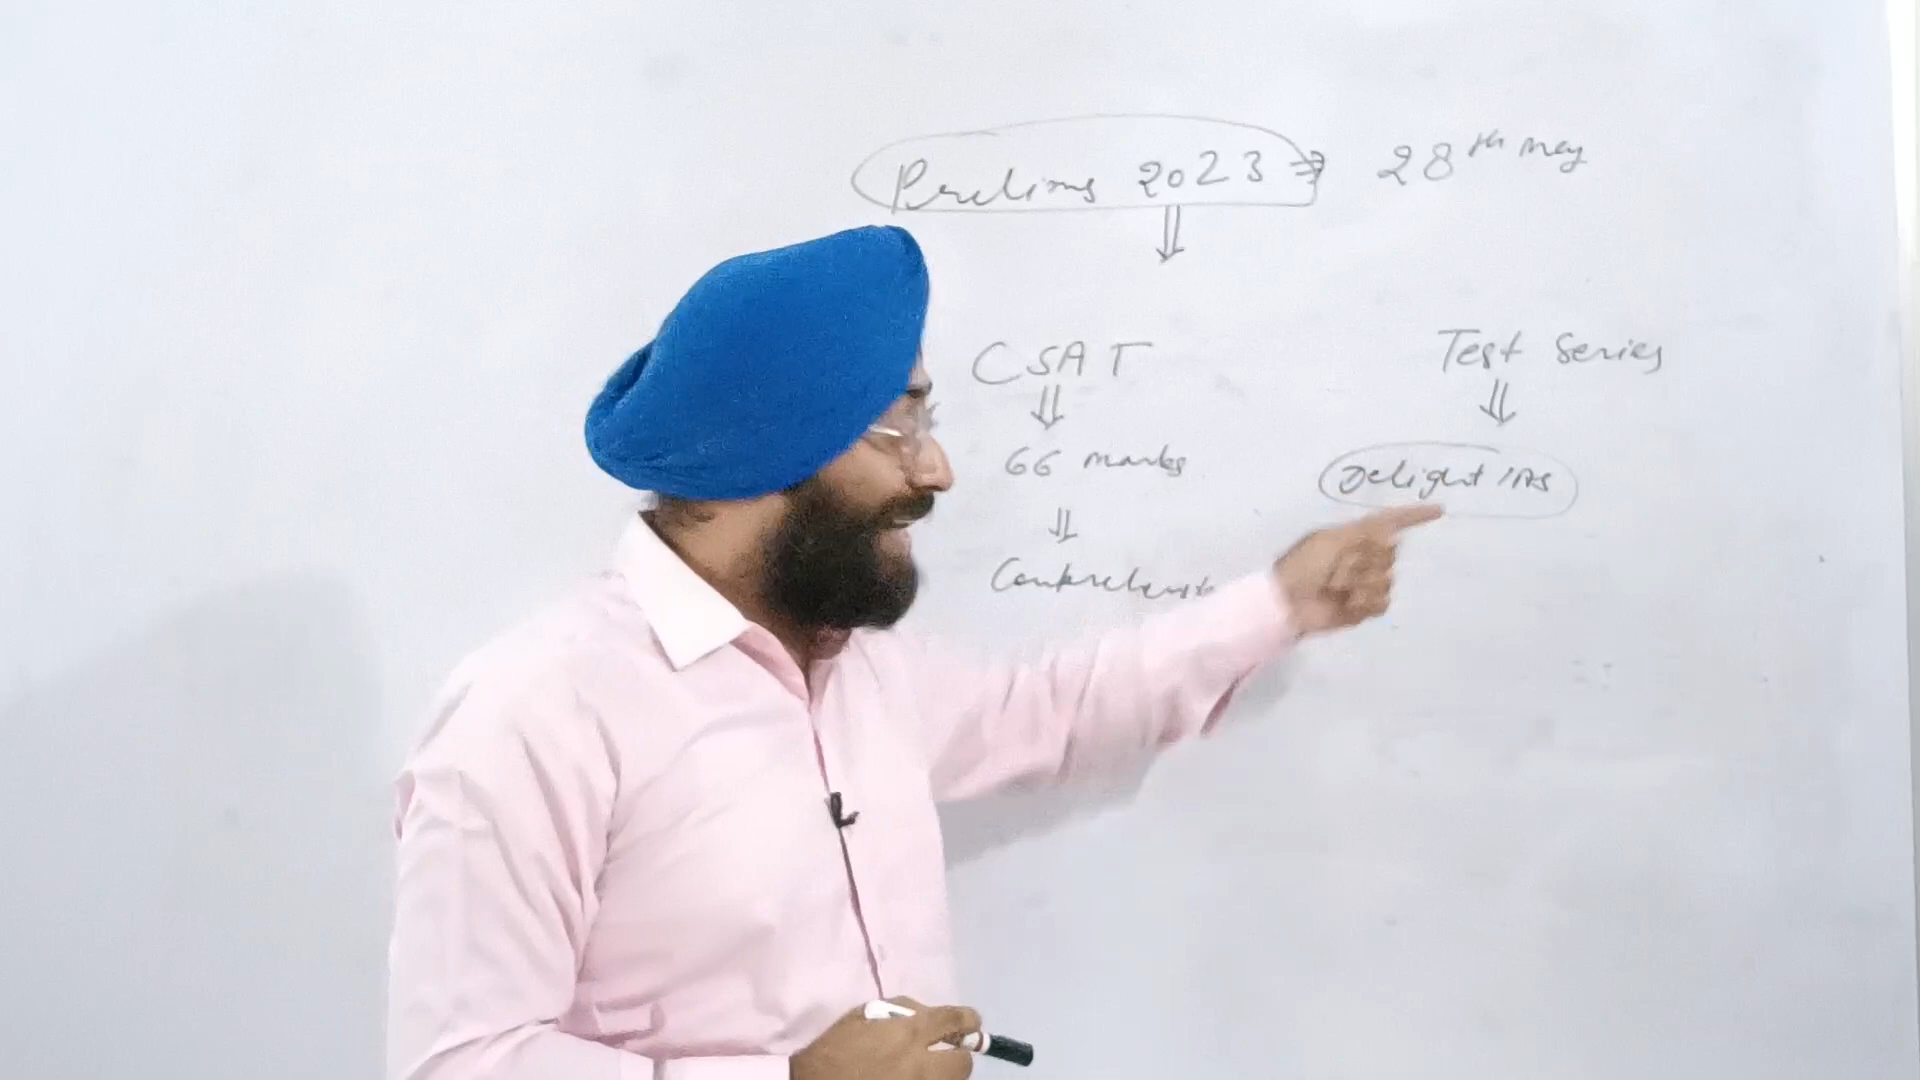 Prelims 2023 ⇒ 28th May
CSAT
66 marks
Test Series
Delight IAS